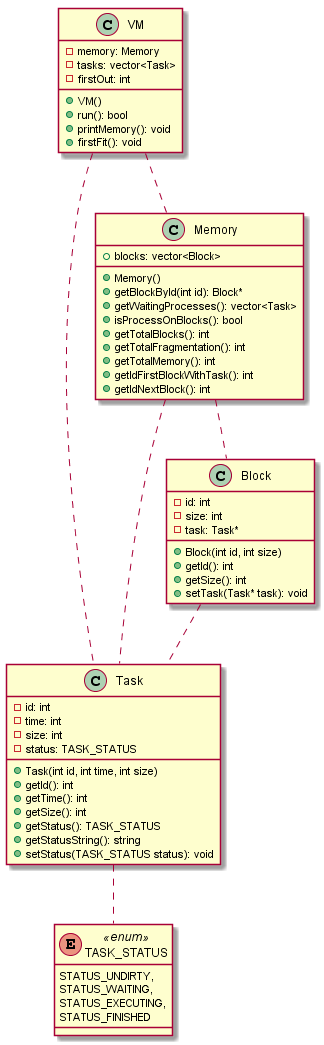 C VM
memory: Memory
tasks: vector<Task>
firstOut: int
VM()
run(): bool
printMemory(): void
firstFit(): void
C Memory
blocks: vector<Block>
Memory()
getBlockById(int id): Block*
getWaitingProcesses(): vector<Task>
isProcessOnBlocks(): bool
getTotalBlocks(): int
getTotalFragmentation(): int
getTotalMemory(): int
getIdFirstBlockWithTask(): int
getIdNextBlock(): int
C Block
id: int
size: int
task: Task*
Block(int id, int size)
getId(): int
getSize(): int
setTask(Task* task): void
C Task
id: int
time: int
size: int
status: TASK_STATUS
Task(int id, int time, int size)
getId(): int
getTime(): int
getSize(): int
getStatus(): TASK_STATUS
getStatusString(): string
setStatus(TASK_STATUS status): void
E «enum»
TASK_STATUS
STATUS_UNDIRTY,
STATUS_WAITING,
STATUS_EXECUTING,
STATUS_FINISHED